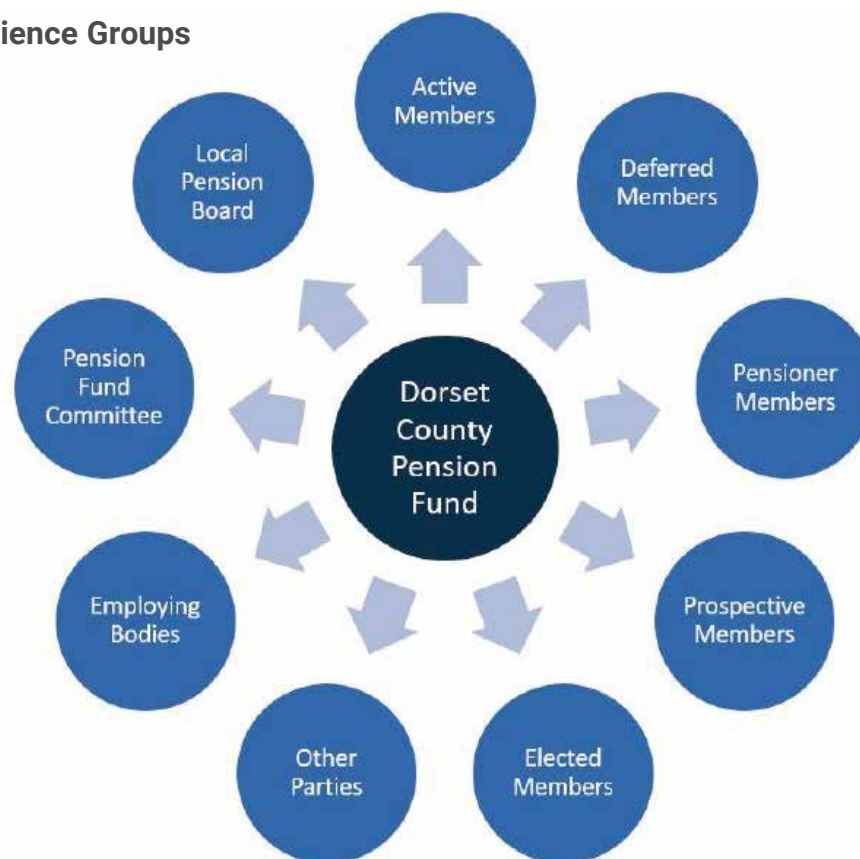 ience Groups
Active
Members
Deferred
Members
Pensioner
Members
Prospective
Members
Elected
Members
Other
Parties
Employing
Bodies
Pension
Fund
Committee
Local
Pension
Board
Dorset
County
Pension
Fund